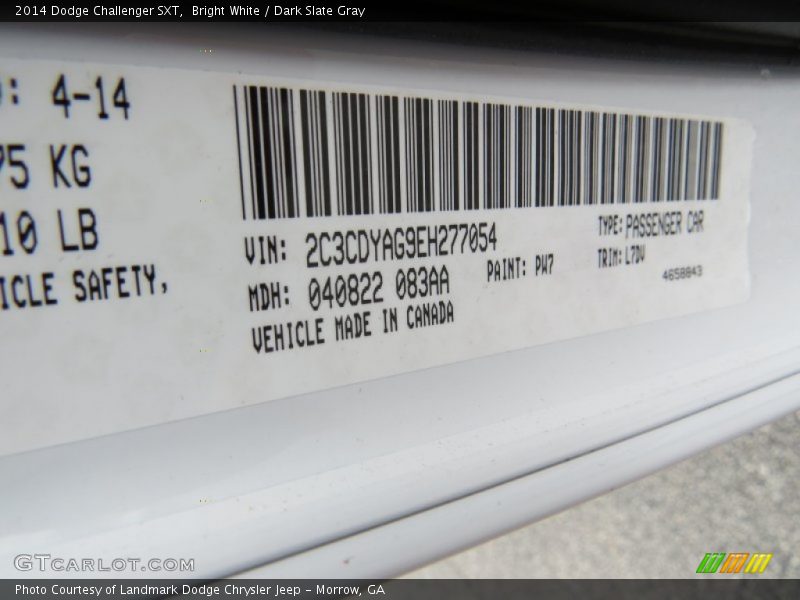 2014 Dodge Challenger SXT,  Bright White / Dark Slate Gray
: 4-14
75 KG
10 LB
ICLE SAFETY,
VIN: 2C3CDYAG9EH277054
TYPE: PASSENGER CAR
MDH: 040822 083AA
PAINT: PW7
TRIM: L7DV
4658843
VEHICLE MADE IN CANADA
GTCARLOT.COM
Photo Courtesy of Landmark Dodge Chrysler Jeep - Morrow, GA